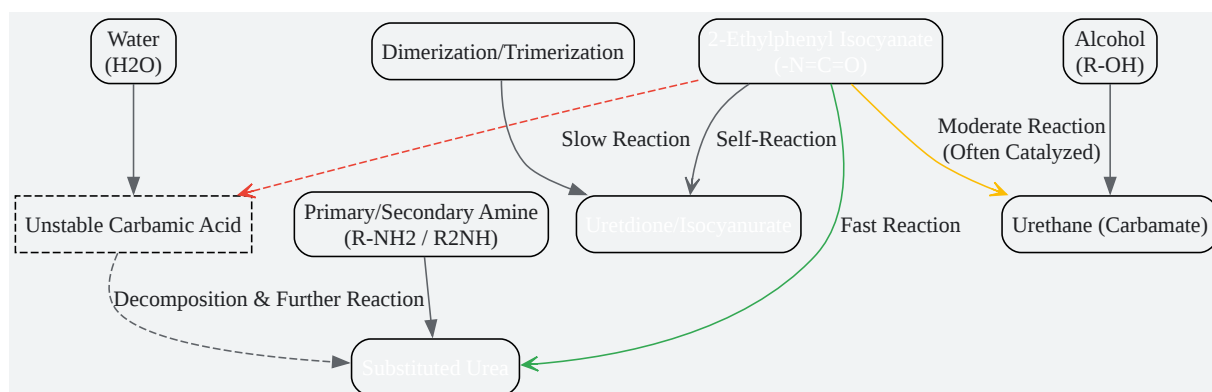 Water
(H2O)
Dimerization/Trimerization
2-Ethylphenyl Isocyanate
(-N=C=O)
Alcohol
(R-OH)
Slow Reaction
Self-Reaction
Moderate Reaction
(Often Catalyzed)
Unstable Carbamic Acid
Primary/Secondary Amine
(R-NH2 / R2NH)
Uretdione/Isocyanurate
Fast Reaction
Urethane (Carbamate)
Decomposition & Further Reaction
Substituted Urea